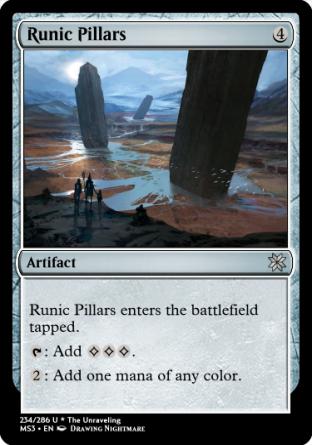 Runic Pillars 4
Artifact
Runic Pillars enters the battlefield
tapped.
: Add .
2: Add one mana of any color.
234/286 U * The Unraveling
MS3 • EN Drawing Nightmare